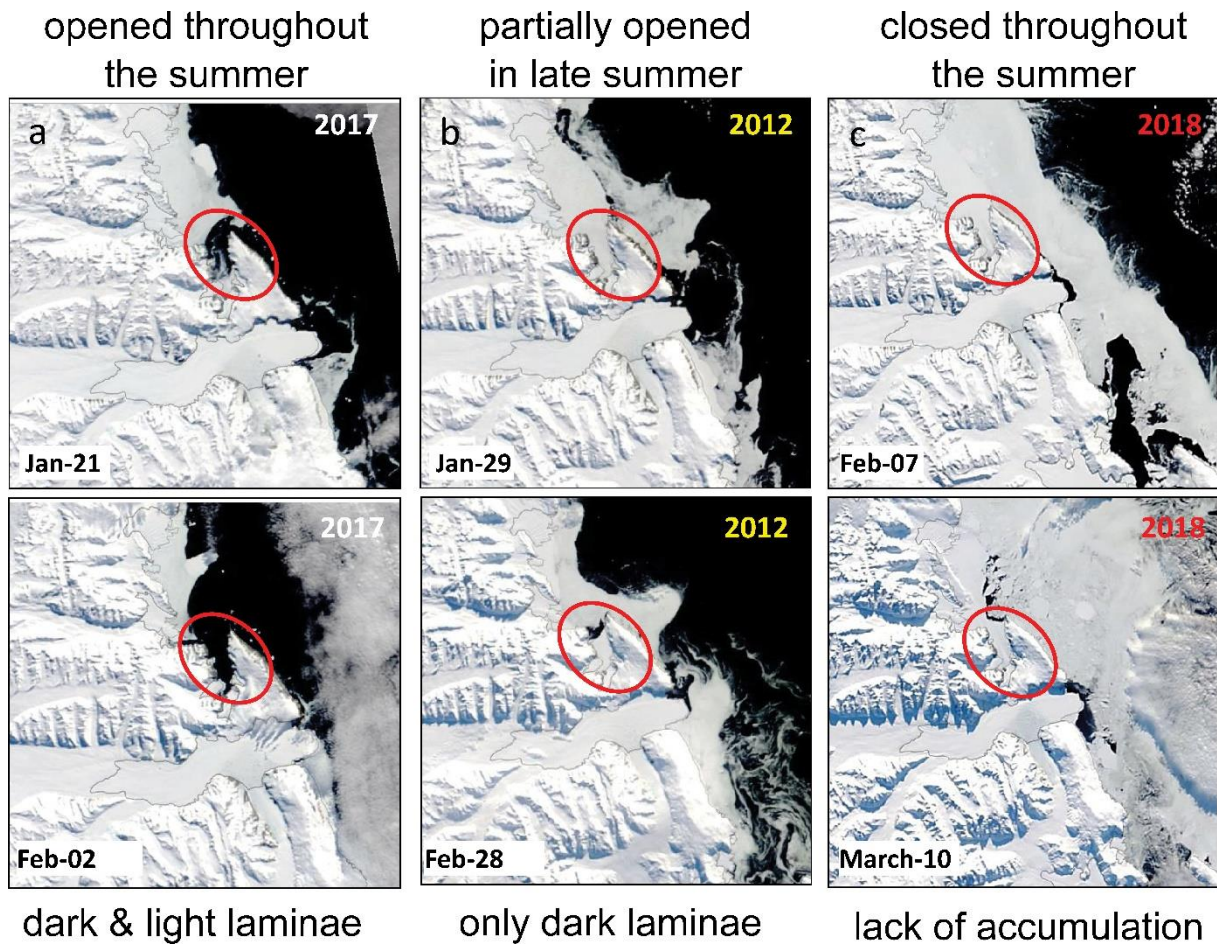 opened throughout
the summer
partially opened
in late summer
closed throughout
the summer
a
2017
b
2012
c
2018
Jan-21
Jan-29
Feb-07
2017
2012
2018
Feb-02
Feb-28
March-10
dark & light laminae
only dark laminae
lack of accumulation